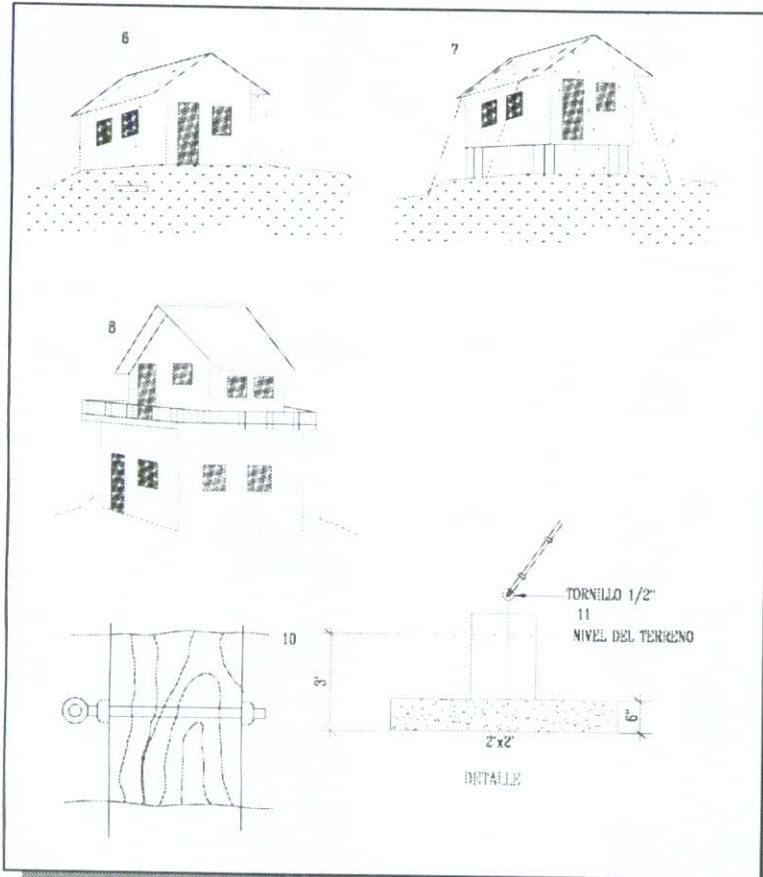 6
7
8
TORNILLO 1/2"
11
10
NIVEL DEL TERRENO
3'
6"
2'x2'
DETALLE